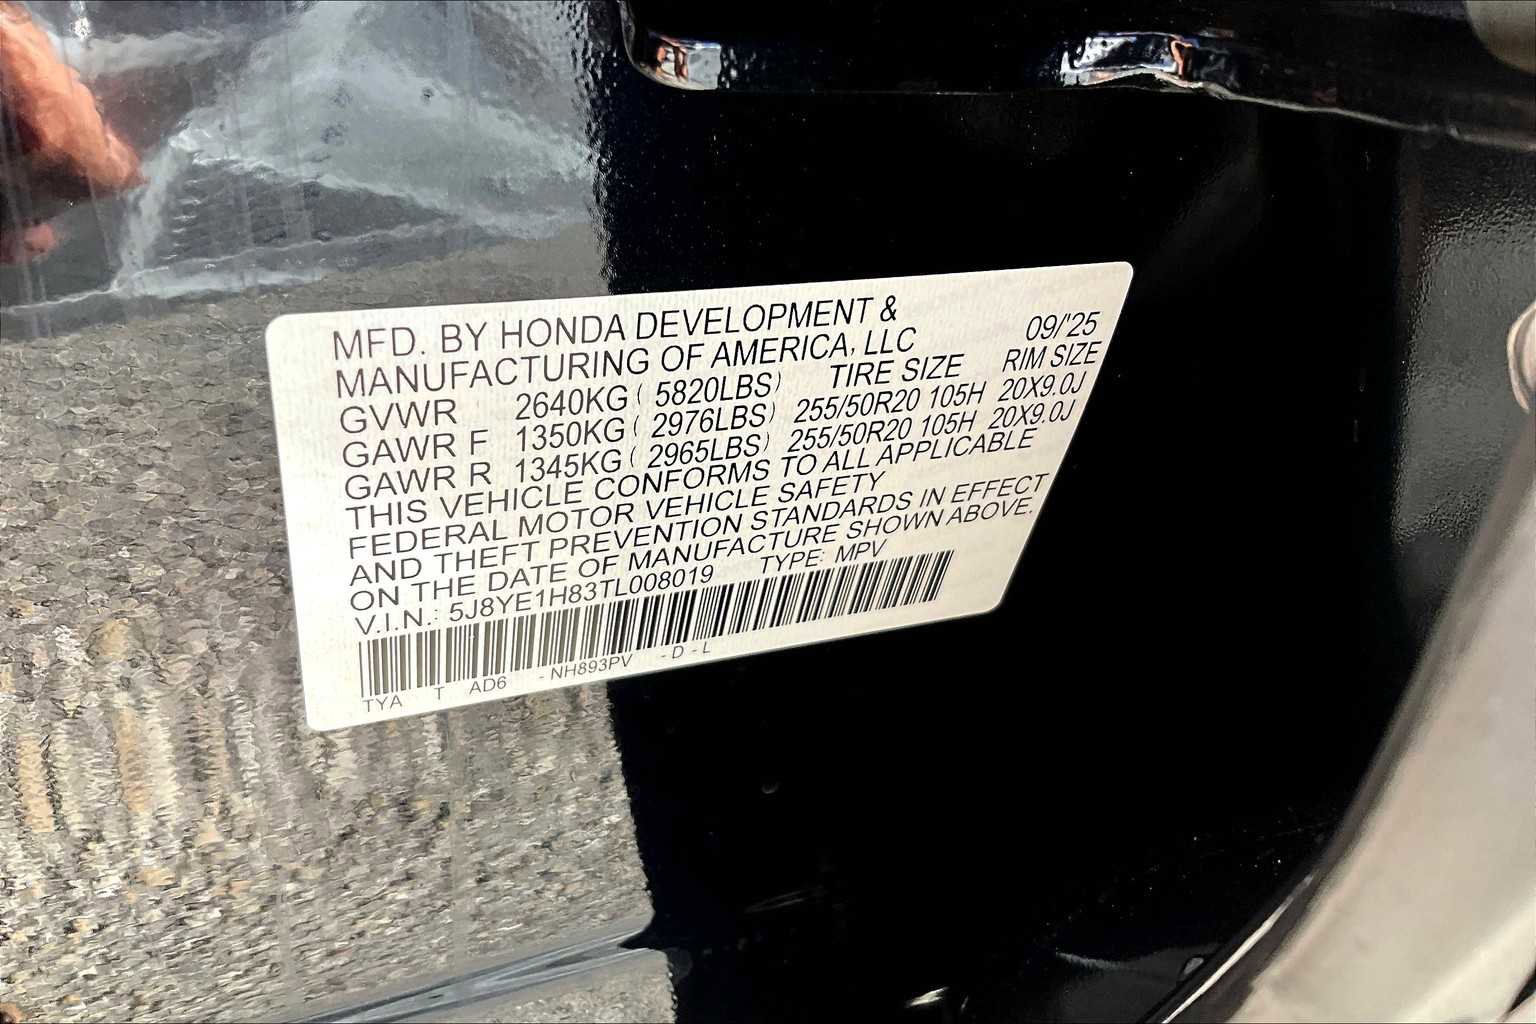 MFD. BY HONDA DEVELOPMENT &
MANUFACTURING OF AMERICA, LLC 09/'25
GVWR 2640KG ( 5820LBS) TIRE SIZE RIM SIZE
GAWR F 1350KG ( 2976LBS) 255/50R20 105H 20X9.0J
GAWR R 1345KG ( 2965LBS) 255/50R20 105H 20X9.0J
THIS VEHICLE CONFORMS TO ALL APPLICABLE
FEDERAL MOTOR VEHICLE SAFETY
AND THEFT PREVENTION STANDARDS IN EFFECT
ON THE DATE OF MANUFACTURE SHOWN ABOVE.
V.I.N.: 5J8YE1H83TL008019 TYPE: MPV
TYA T AD6 -NH893PV -D-L